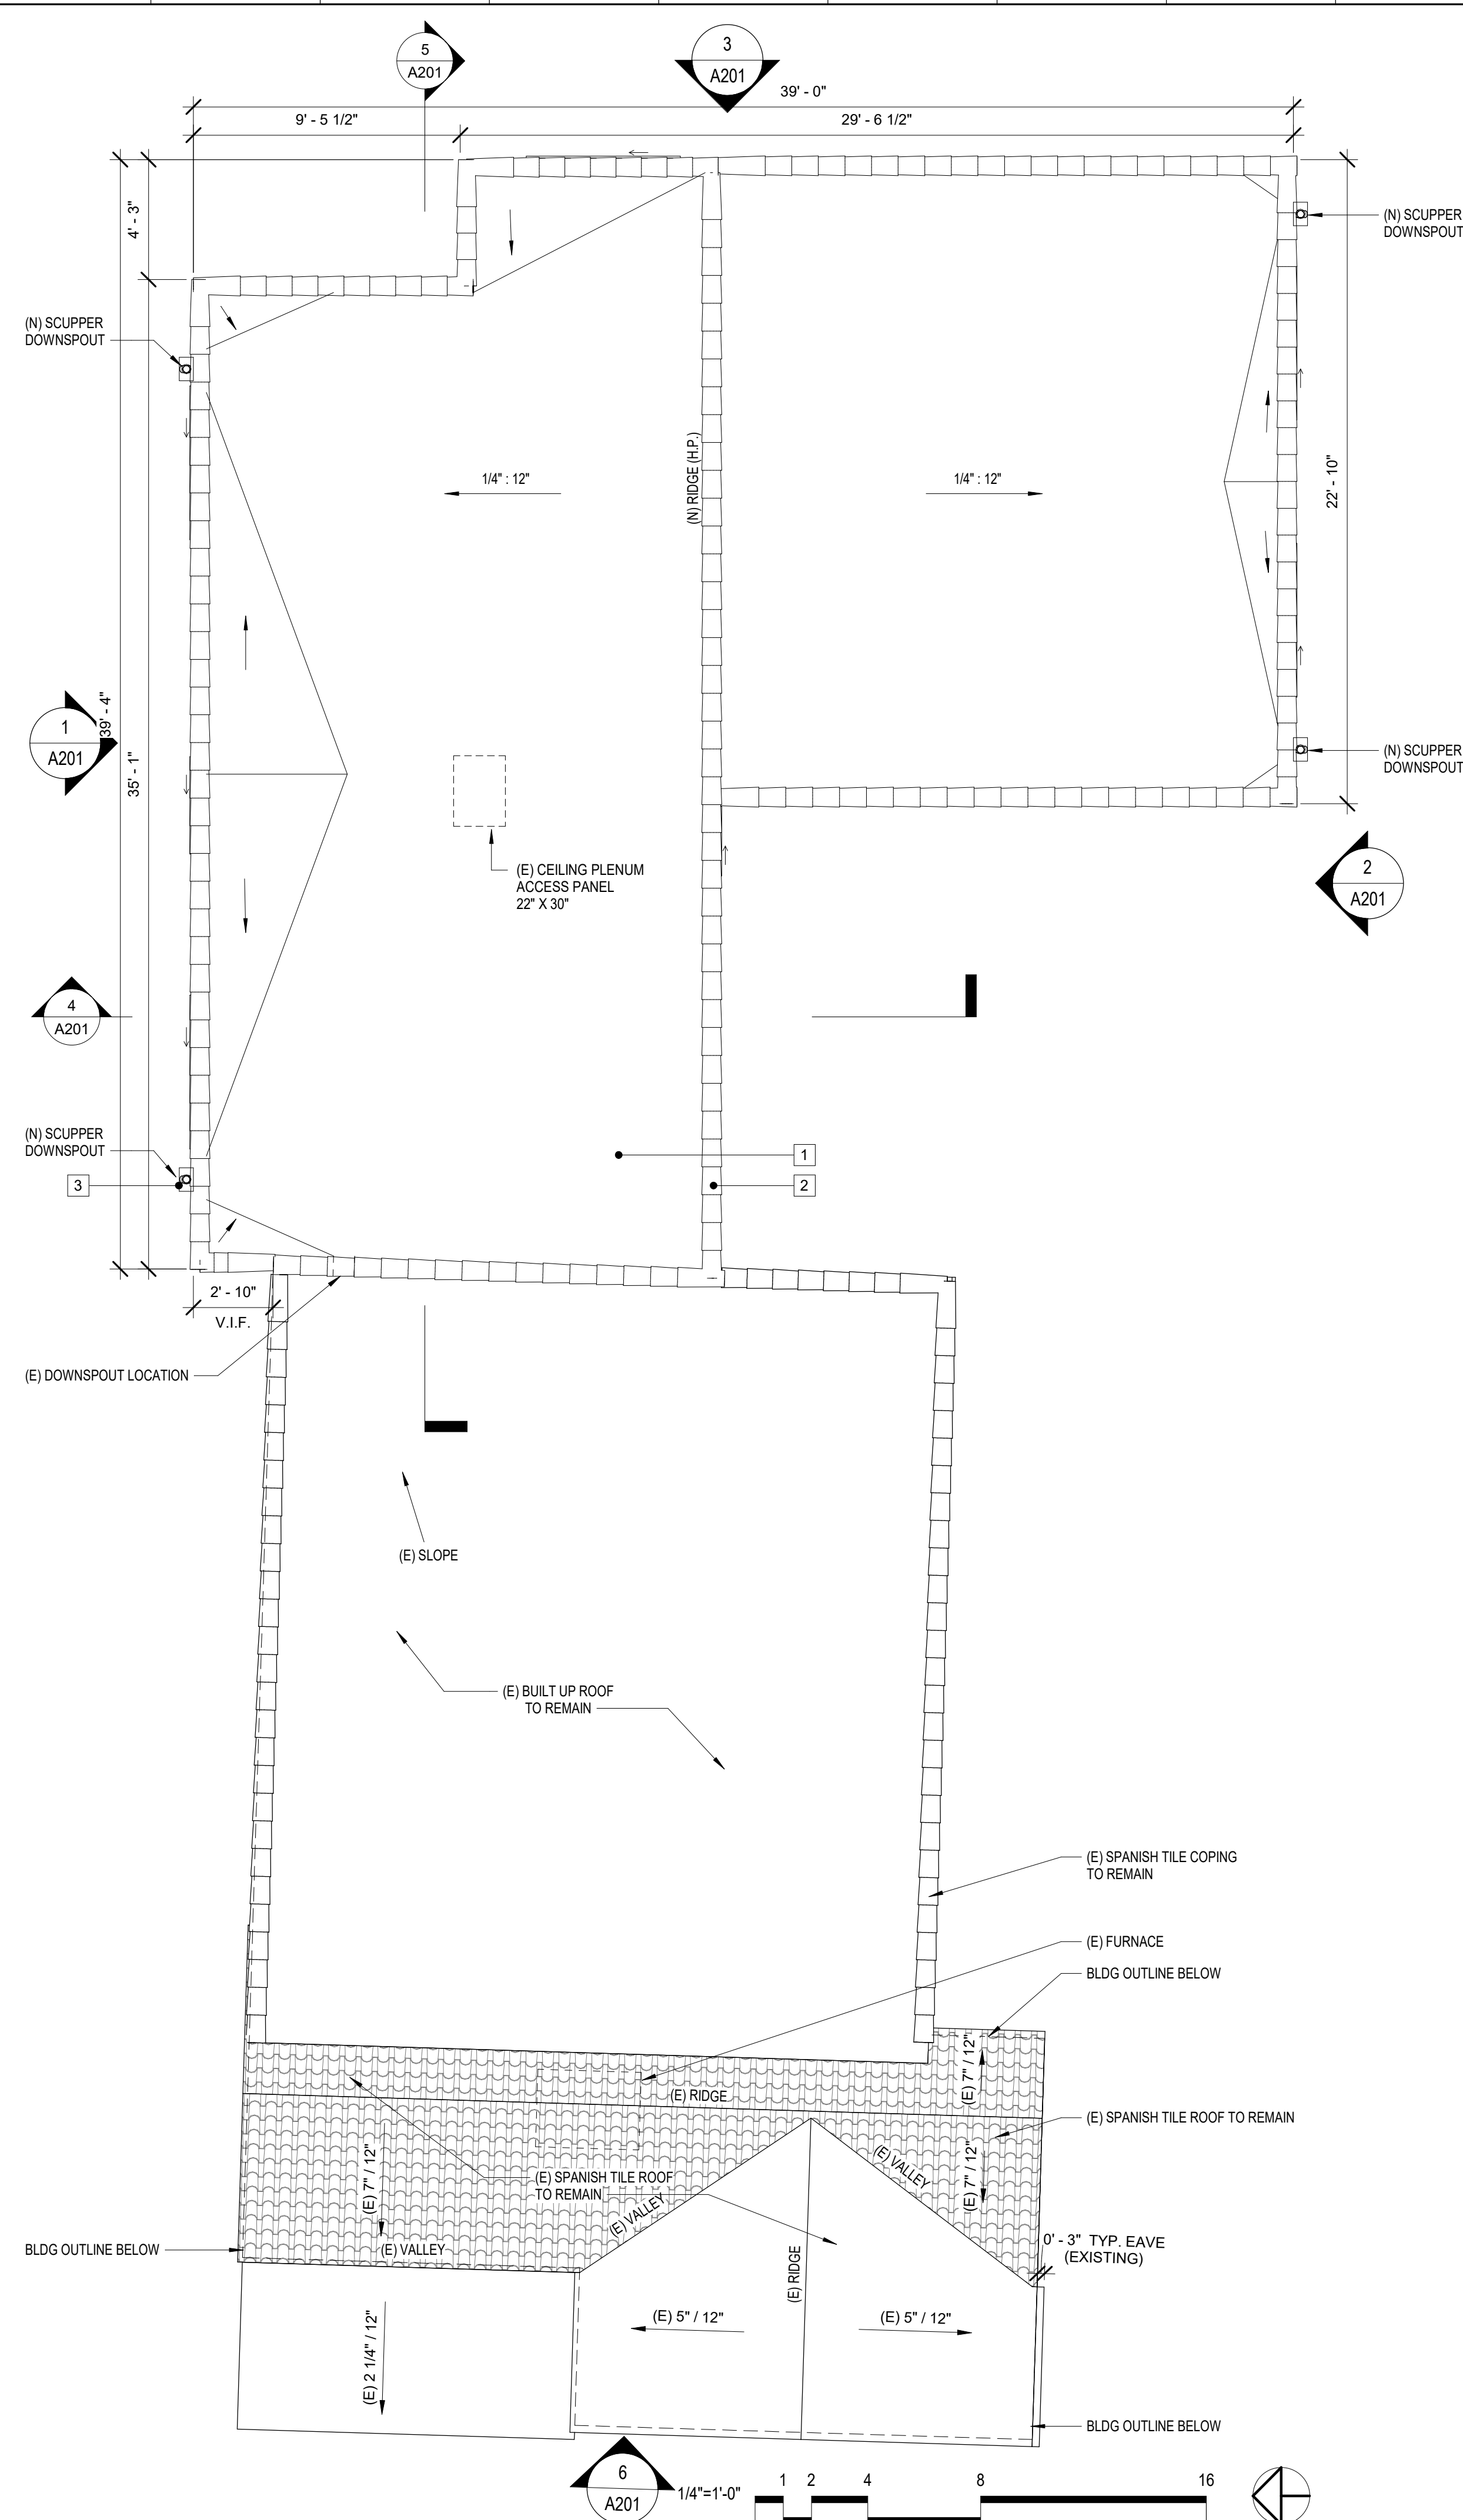 5
A201
3
A201
39' - 0"
9' - 5 1/2"
29' - 6 1/2"
4' - 3"
(N) SCUPPER
DOWNSPOUT
(N) SCUPPER
DOWNSPOUT
(N) RIDGE (H.P.)
1/4" : 12"
1/4" : 12"
22' - 10"
39' - 4"
35' - 1"
1
A201
(N) SCUPPER
DOWNSPOUT
(E) CEILING PLENUM
ACCESS PANEL
22" X 30"
2
A201
4
A201
(N) SCUPPER
DOWNSPOUT
3
1
2
2' - 10"
V.I.F.
(E) DOWNSPOUT LOCATION
(E) SLOPE
(E) BUILT UP ROOF
TO REMAIN
(E) SPANISH TILE COPING
TO REMAIN
(E) FURNACE
BLDG OUTLINE BELOW
(E) 7" / 12"
(E) RIDGE
(E) SPANISH TILE ROOF TO REMAIN
(E) 7" / 12"
(E) SPANISH TILE ROOF
TO REMAIN
(E) VALLEY
(E) VALLEY
(E) 7" / 12"
BLDG OUTLINE BELOW
(E) VALLEY
0' - 3" TYP. EAVE
(EXISTING)
(E) RIDGE
(E) 5" / 12"
(E) 5" / 12"
(E) 2 1/4" / 12"
BLDG OUTLINE BELOW
6
A201
1/4"=1'-0"
1 2 4 8 16